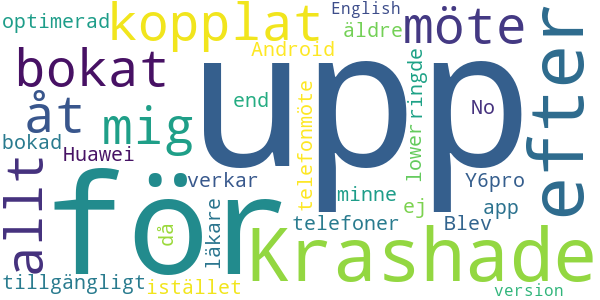 optimerad
kopplat
English
äldre
möte
Android
bokat
upp
efter
åt
mig
end
telefonmöte
lower
ringde
No
bokad
Huawei
allt
för
verkar
minne
ej
Y6pro
app
då
läkare
telefoner
Blev
Krashade
tillgängligt
istället
version